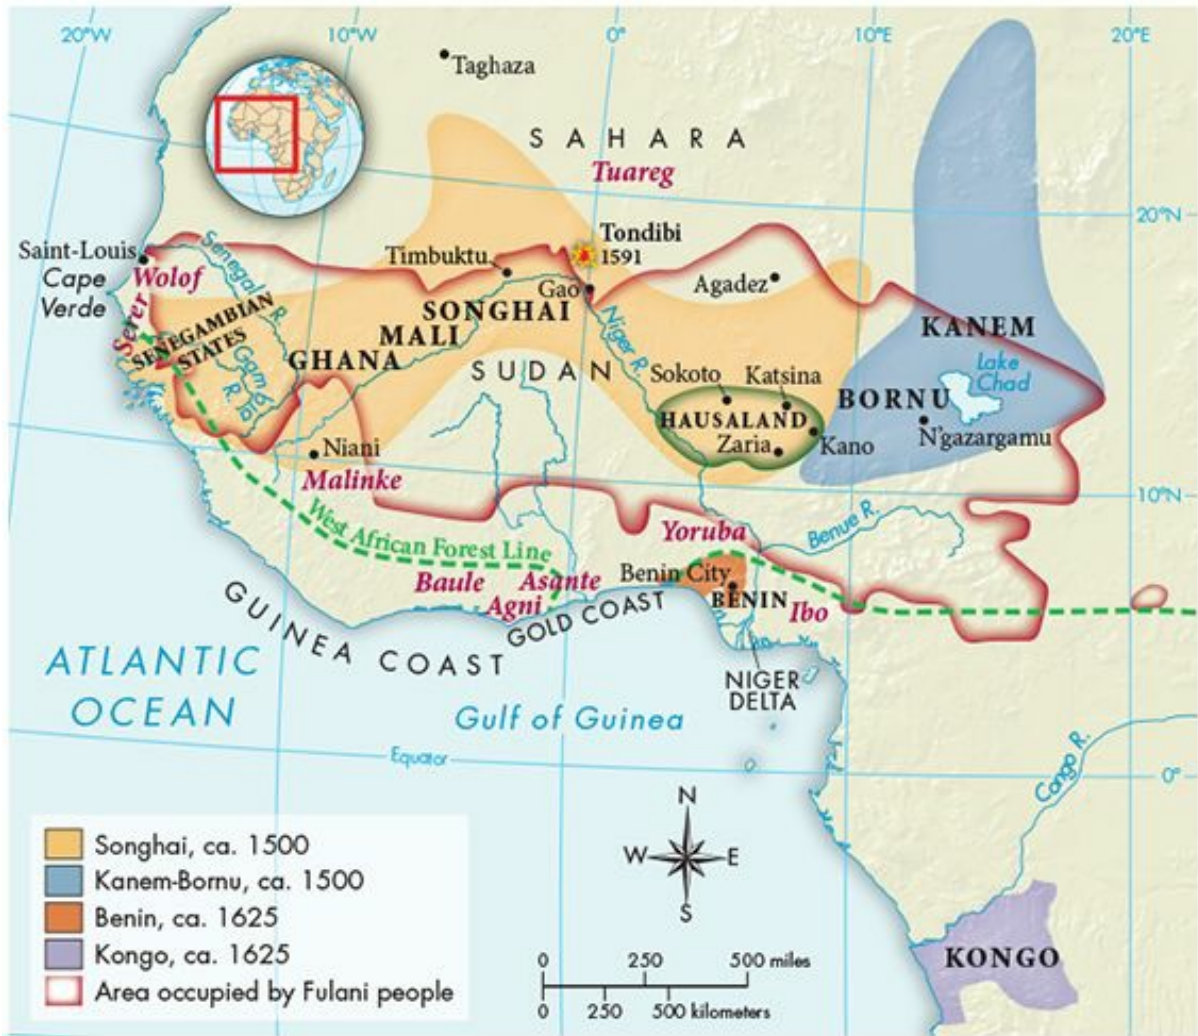 20°W
10°W
0°
10°E
20°E
Taghaza
SAHARA
Tuareg
20°N
Saint-Louis
Cape
Verde
Wolof
Serer
Senegal R.
SENEGAMBIAN
STATES
Gambia
R.
Timbuktu
Tondibi
1591
Gao
Agadez
SONGHAI
MALI
GHANA
Niger R.
SUDAN
KANEM
Lake
Chad
Sokoto
Katsina
HAUSALAND
Zaria
Kano
BORNU
N'gazargamu
Niani
Malinke
10°N
West African Forest Line
Yoruba
Benue R.
Baule
Asante
Agni
Benin City
BENIN
Ibo
GUINEA COAST
GOLD COAST
NIGER
DELTA
ATLANTIC
OCEAN
Gulf of Guinea
Equator
0°
Congo R.
KONGO
N
W
E
S
0 250 500 miles
0 250 500 kilometers
Songhai, ca. 1500
Kanem-Bornu, ca. 1500
Benin, ca. 1625
Kongo, ca. 1625
Area occupied by Fulani people